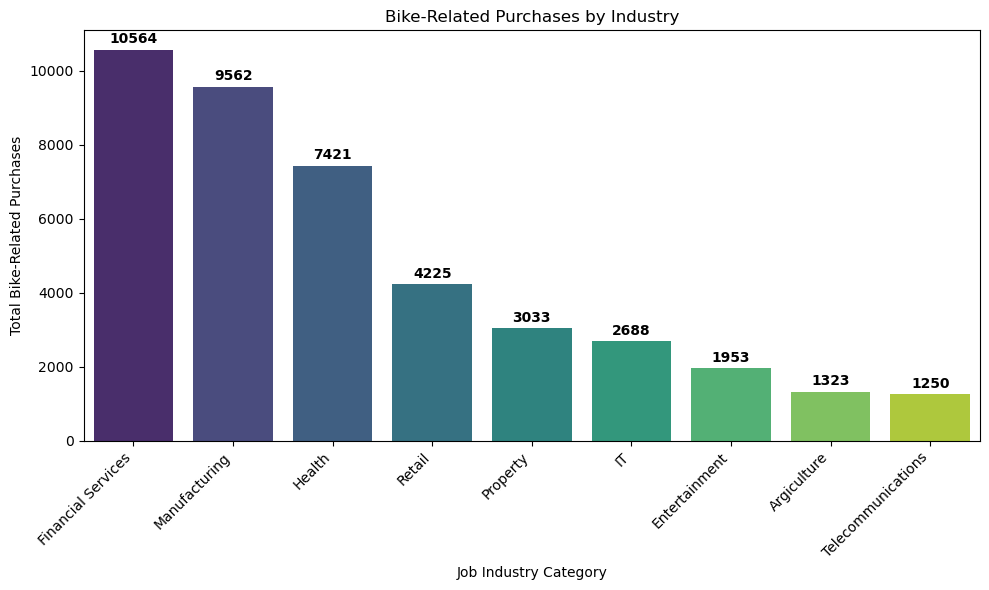 Bike-Related Purchases by Industry
10564
9562
7421
4225
3033
2688
1953
1323
1250
Total Bike-Related Purchases
10000
8000
6000
4000
2000
0
Financial Services
Manufacturing
Health
Retail
Property
IT
Entertainment
Argiculture
Telecommunications
Job Industry Category